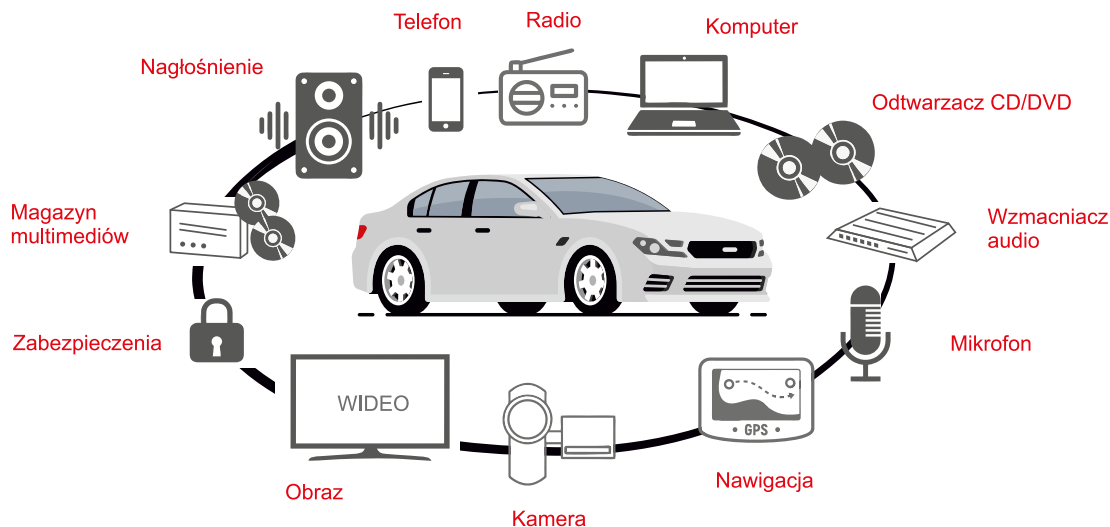 Telefon
Radio
Komputer
Nagłośnienie
Odtwarzacz CD/DVD
Magazyn
multimediów
Wzmacniacz
audio
Zabezpieczenia
Mikrofon
WIDEO
GPS
Nawigacja
Obraz
Kamera